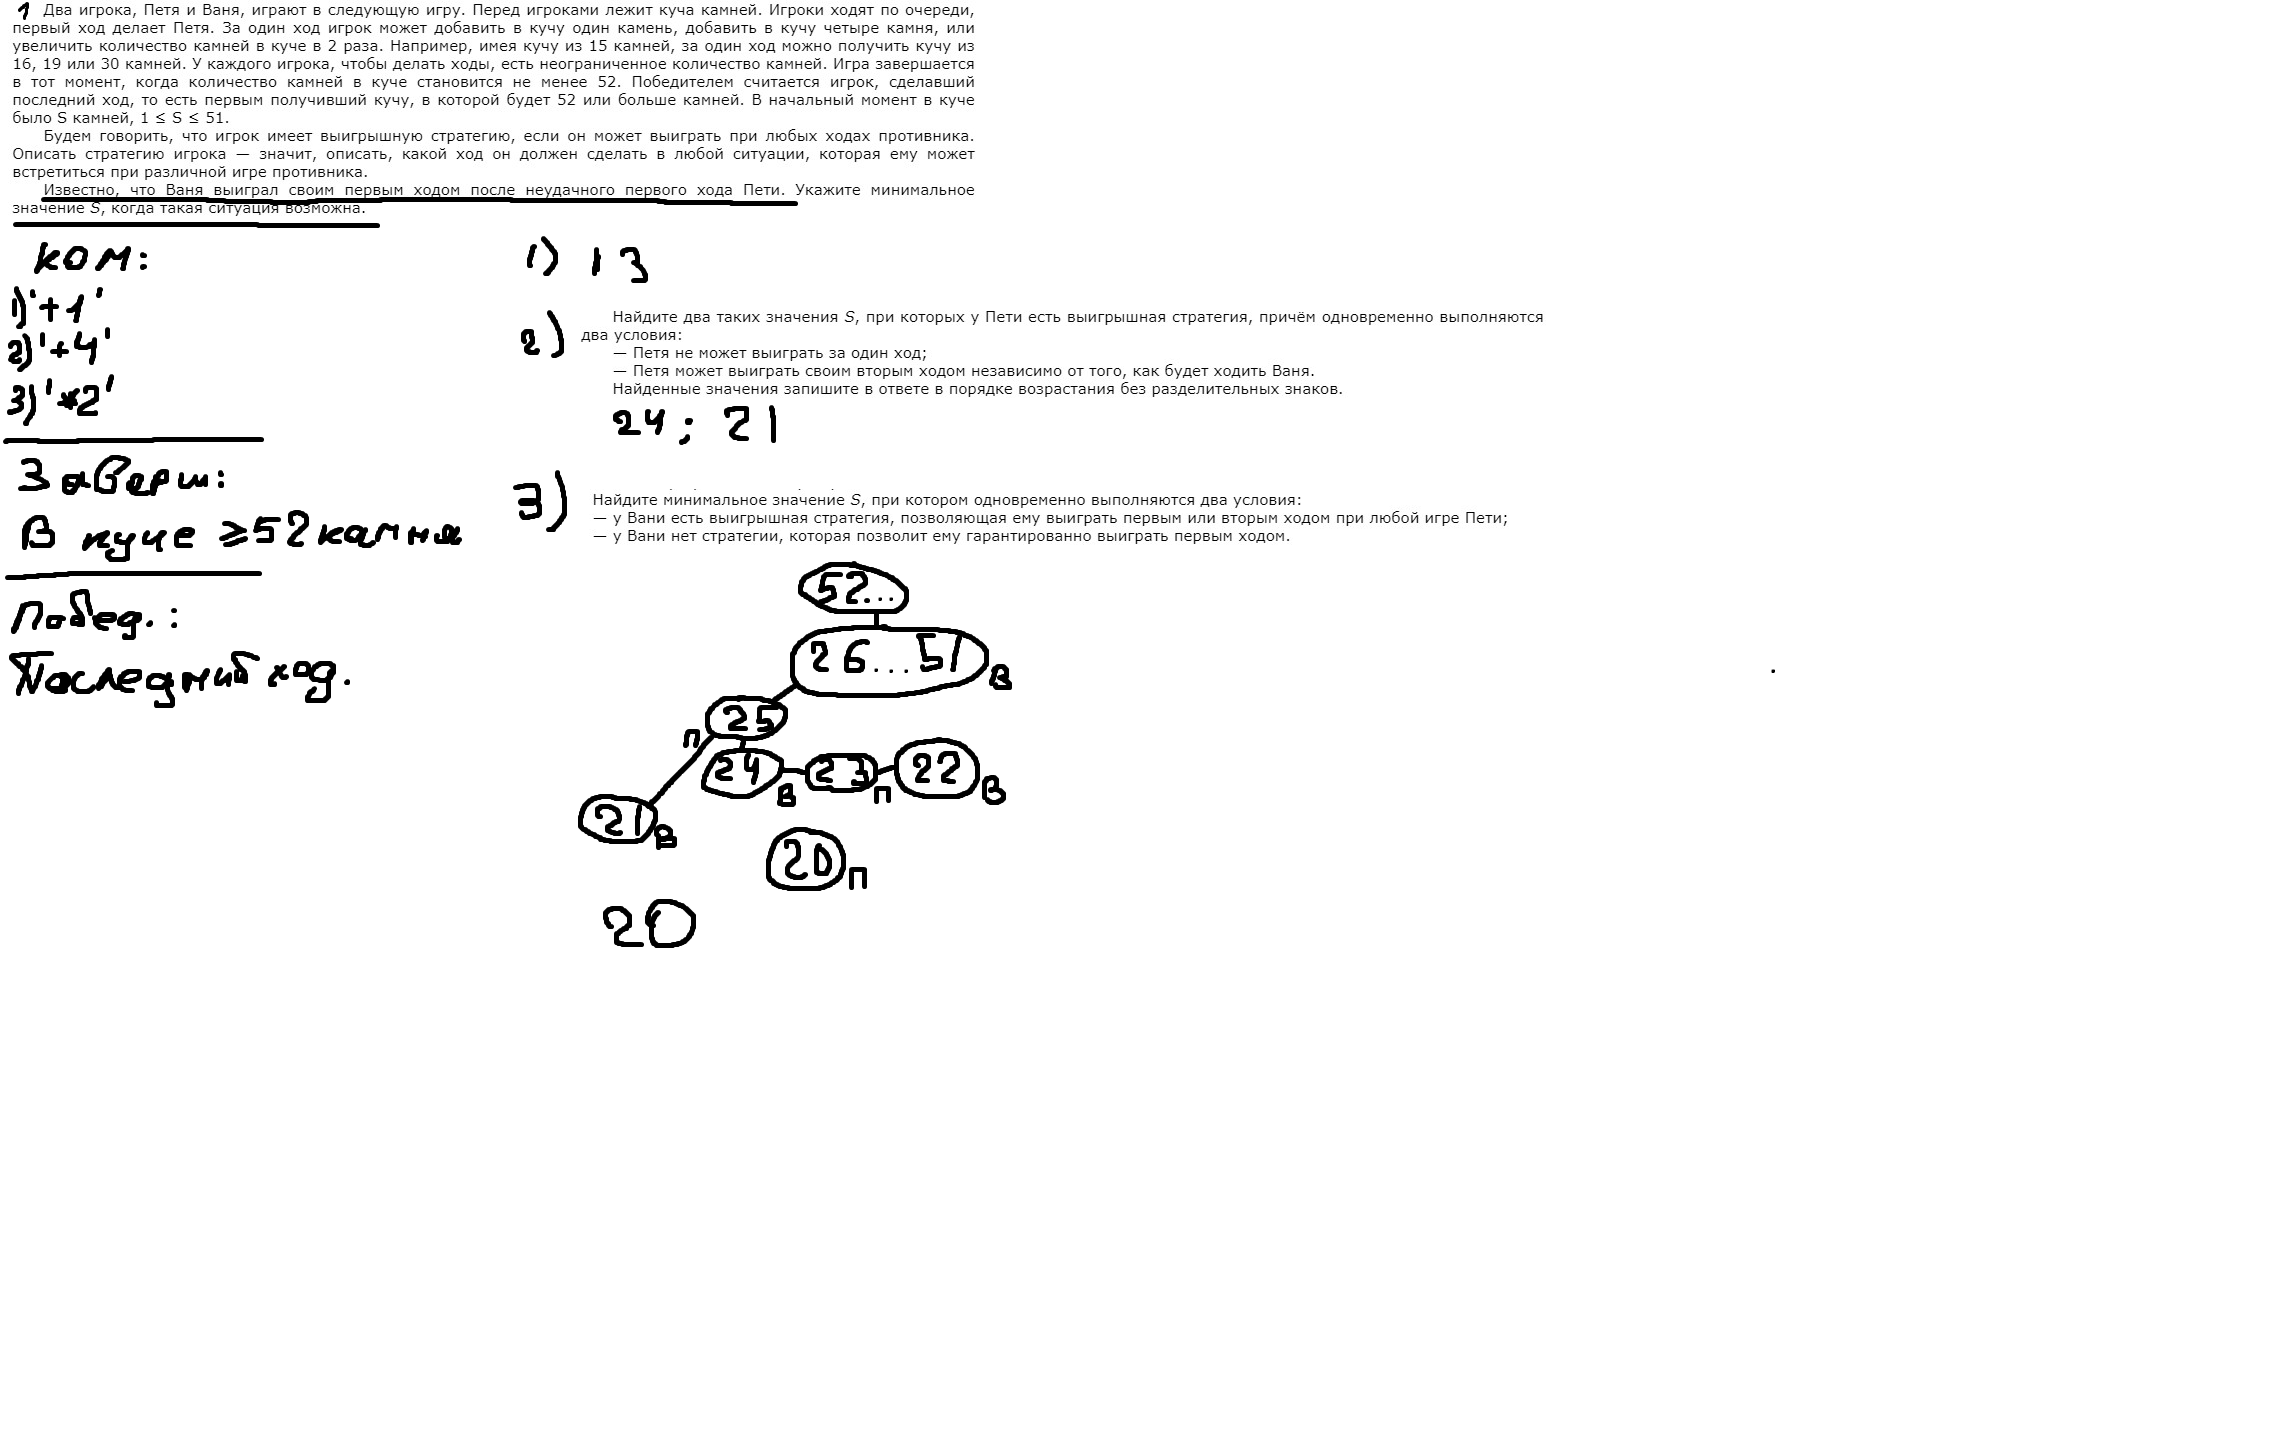 1 Два игрока, Петя и Ваня, играют в следующую игру. Перед игроками лежит куча камней. Игроки ходят по очереди,
первый ход делает Петя. За один ход игрок может добавить в кучу один камень, добавить в кучу четыре камня, или
увеличить количество камней в куче в 2 раза. Например, имея кучу из 15 камней, за один ход можно получить кучу из
16, 19 или 30 камней. У каждого игрока, чтобы делать ходы, есть неограниченное количество камней. Игра завершается
в тот момент, когда количество камней в куче становится не менее 52. Победителем считается игрок, сделавший
последний ход, то есть первым получивший кучу, в которой будет 52 или больше камней. В начальный момент в куче
было S камней, 1 ≤ S ≤ 51.
Будем говорить, что игрок имеет выигрышную стратегию, если он может выиграть при любых ходах противника.
Описать стратегию игрока — значит, описать, какой ход он должен сделать в любой ситуации, которая ему может
встретиться при различной игре противника.
Известно, что Ваня выиграл своим первым ходом после неудачного первого хода Пети. Укажите минимальное
значение S, когда такая ситуация возможна.
ком:
1) '+1'
2) '+4'
3) '*2'
Заверш:
В куче ≥52 камня
Побед.:
Последний ход.
1) 13
2) Найдите два таких значения S, при которых у Пети есть выигрышная стратегия, причём одновременно выполняются
два условия:
— Петя не может выиграть за один ход;
— Петя может выиграть своим вторым ходом независимо от того, как будет ходить Ваня.
Найденные значения запишите в ответе в порядке возрастания без разделительных знаков.
24; 21
3) Найдите минимальное значение S, при котором одновременно выполняются два условия:
— у Вани есть выигрышная стратегия, позволяющая ему выиграть первым или вторым ходом при любой игре Пети;
— у Вани нет стратегии, которая позволит ему гарантированно выиграть первым ходом.
52...
26...51 В
25 П
24 В 23 П 22 В
21 В
20 П
20